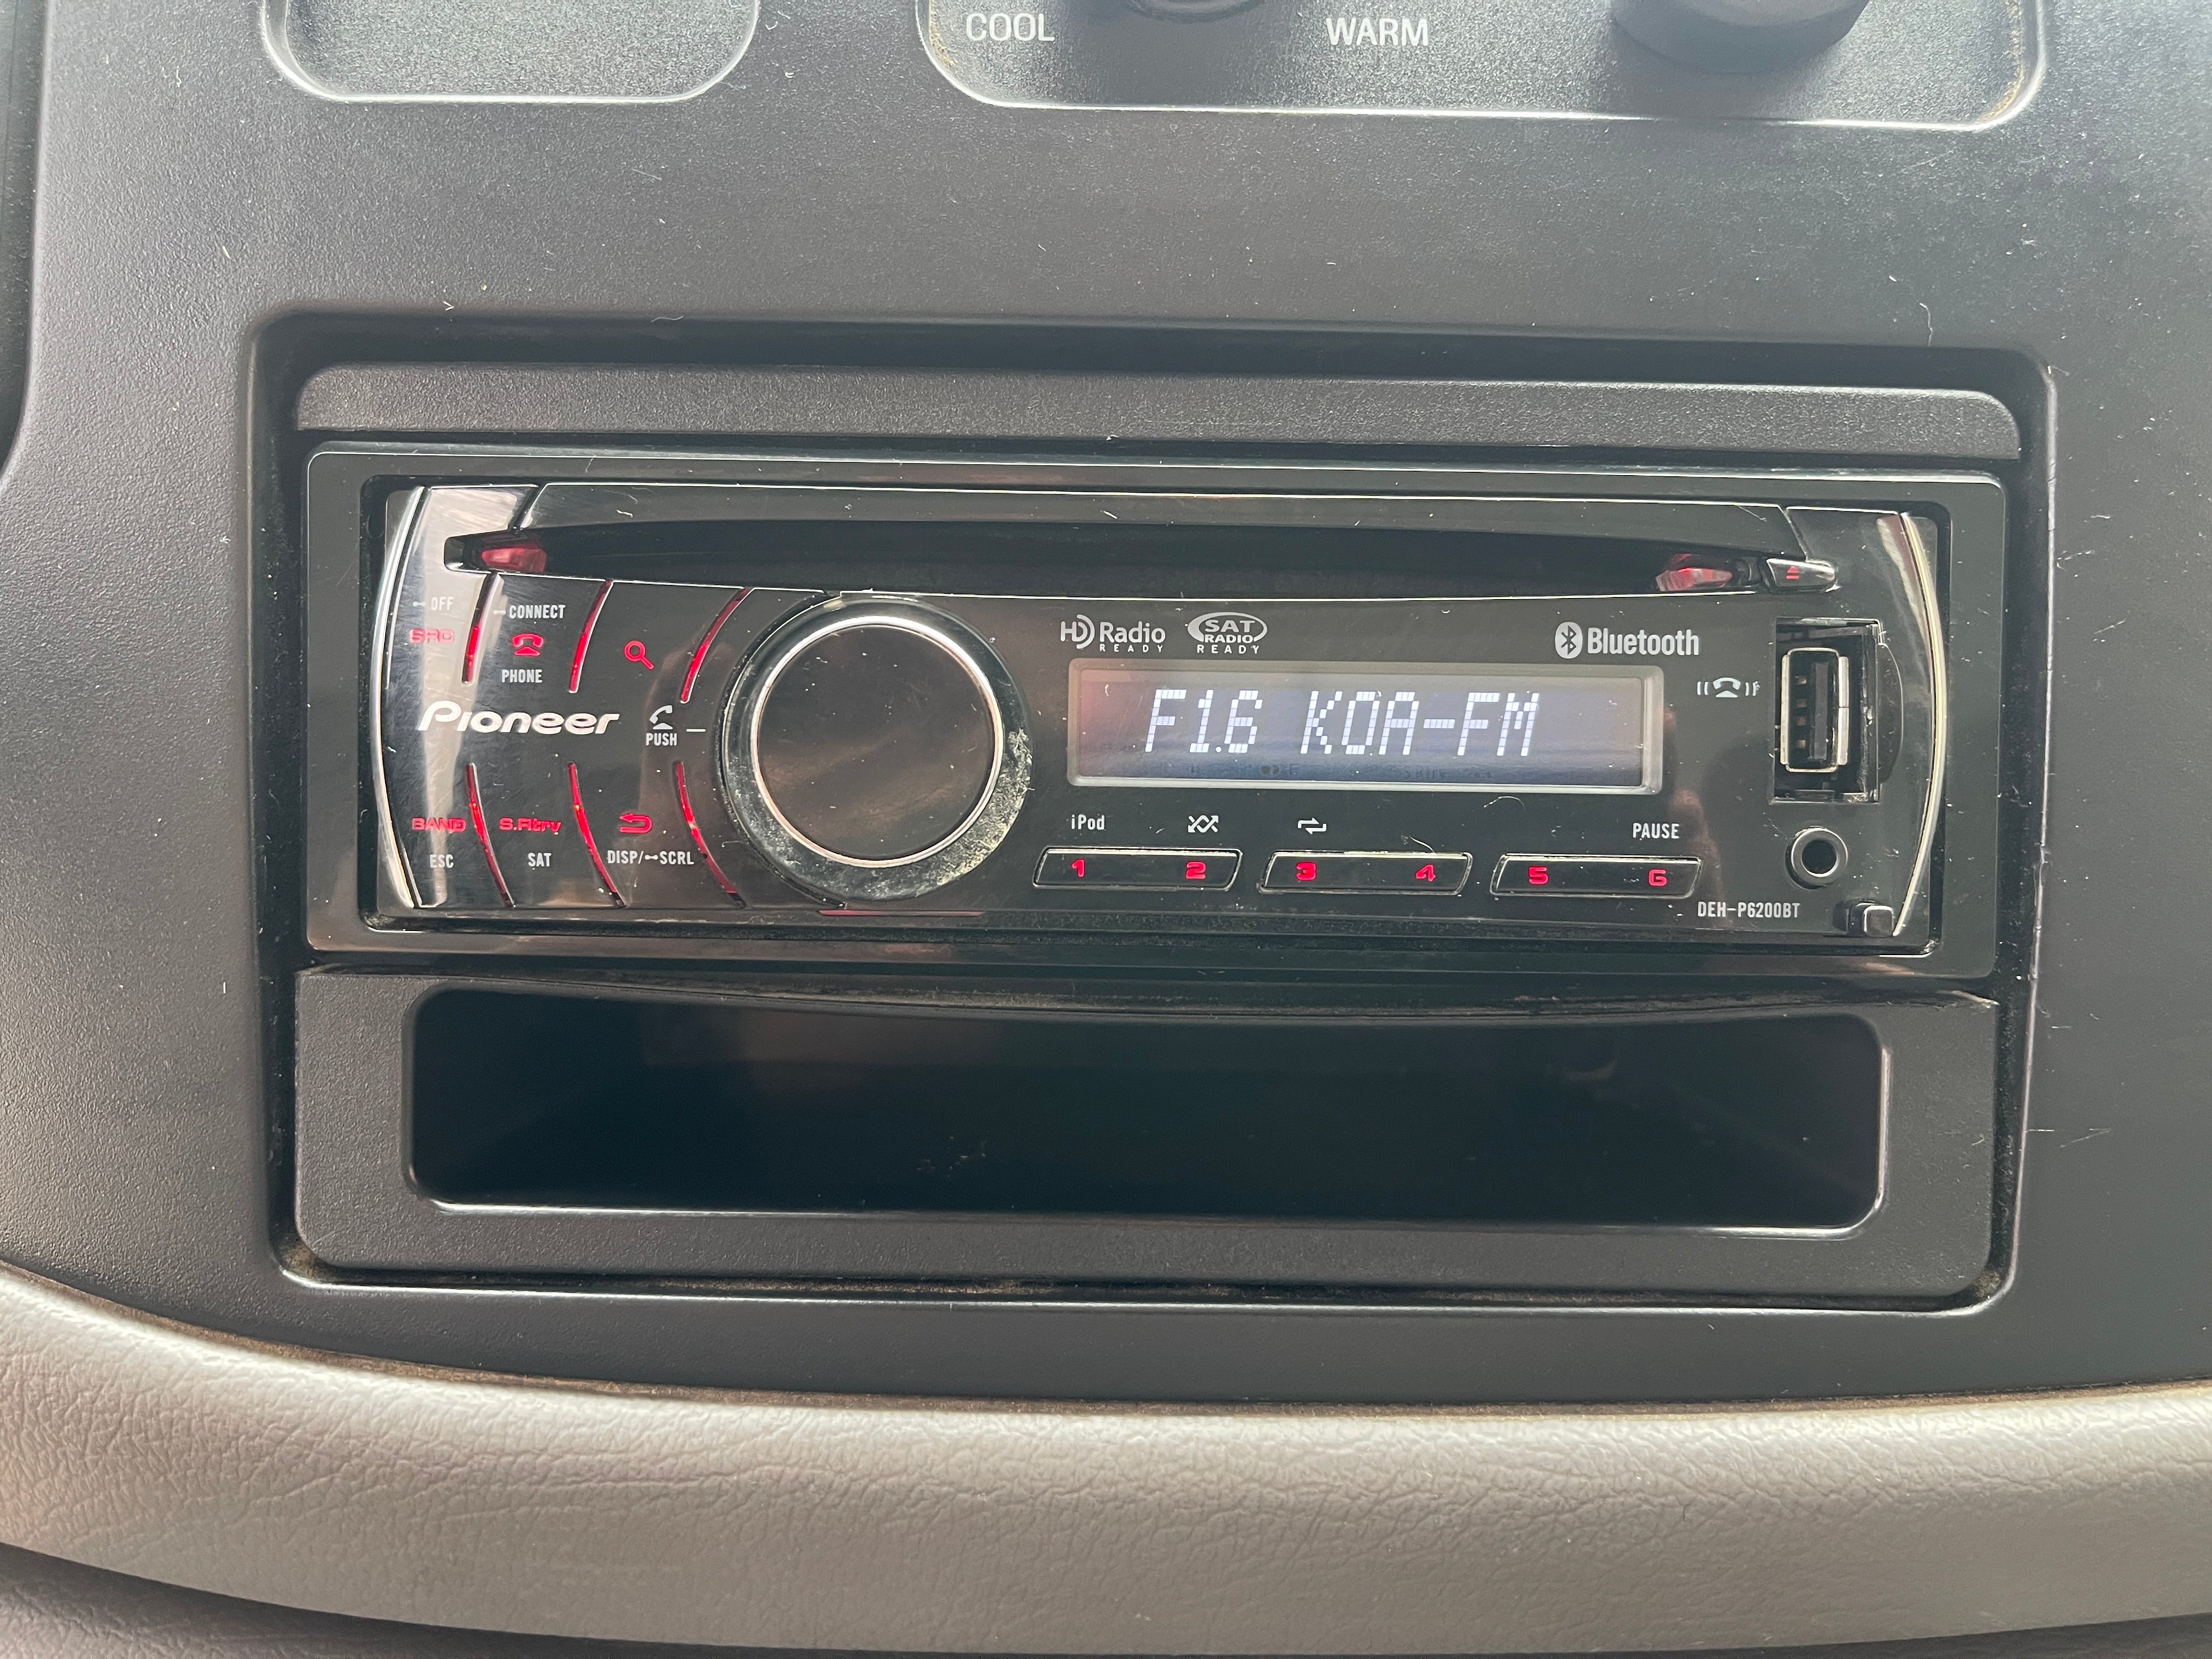 COOL WARM
OFF
SRC
CONNECT
PHONE
HD Radio
READY
SAT
RADIO
READY
Bluetooth
Pioneer
PUSH
F1.6 KOA-FM
BAND
ESC
S.Rtrv
SAT
DISP/ SCRL
iPod
PAUSE
1 2 3 4 5 6
DEH-P6200BT